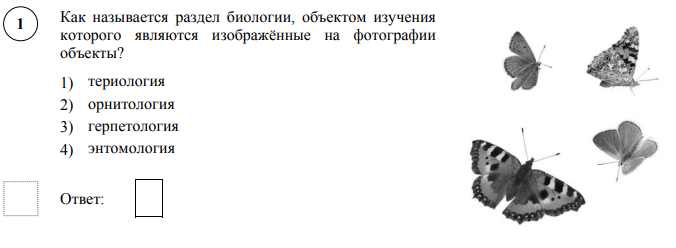 1
Как называется раздел биологии, объектом изучения
которого являются изображённые на фотографии
объекты?
1) териология
2) орнитология
3) герпетология
4) энтомология
Ответ: